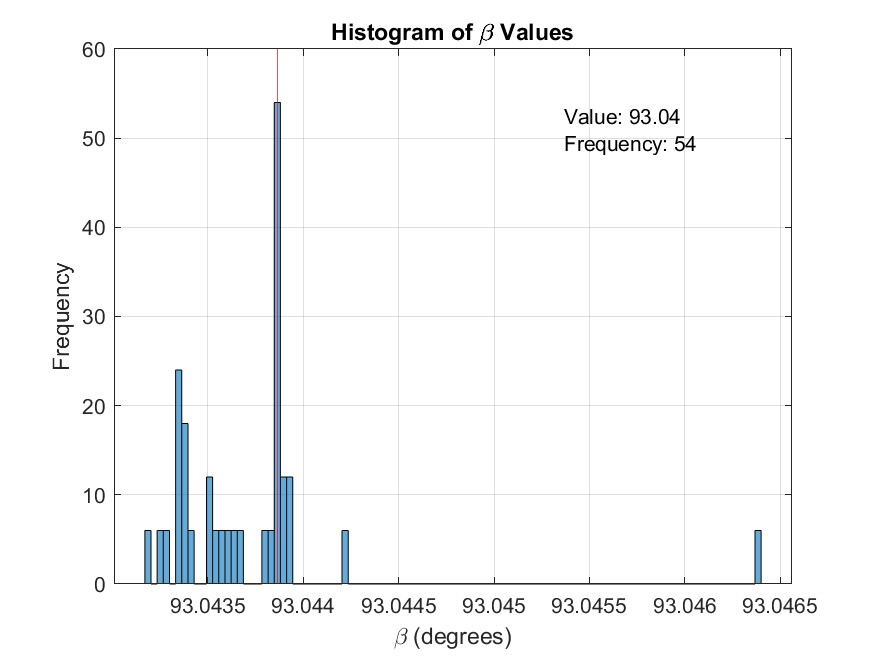 Histogram of β Values
60
50
40
30
20
10
0
Frequency
Value: 93.04
Frequency: 54
93.0435
93.044
93.0445
93.045
93.0455
93.046
93.0465
β (degrees)